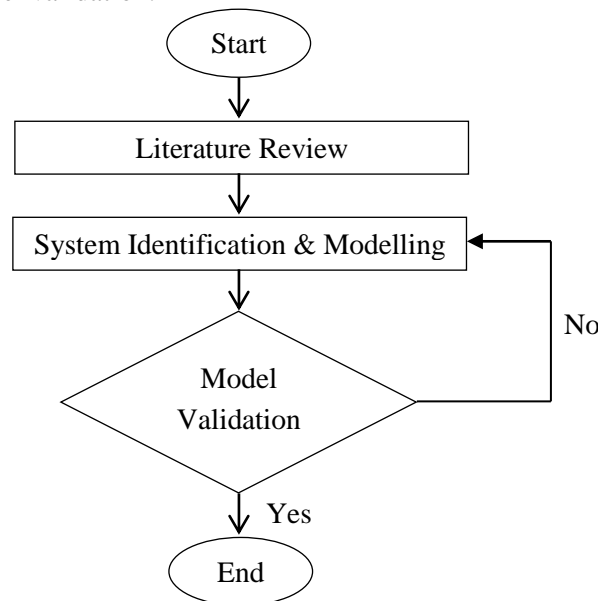 Start
Literature Review
System Identification & Modelling
No
Model
Validation
Yes
End